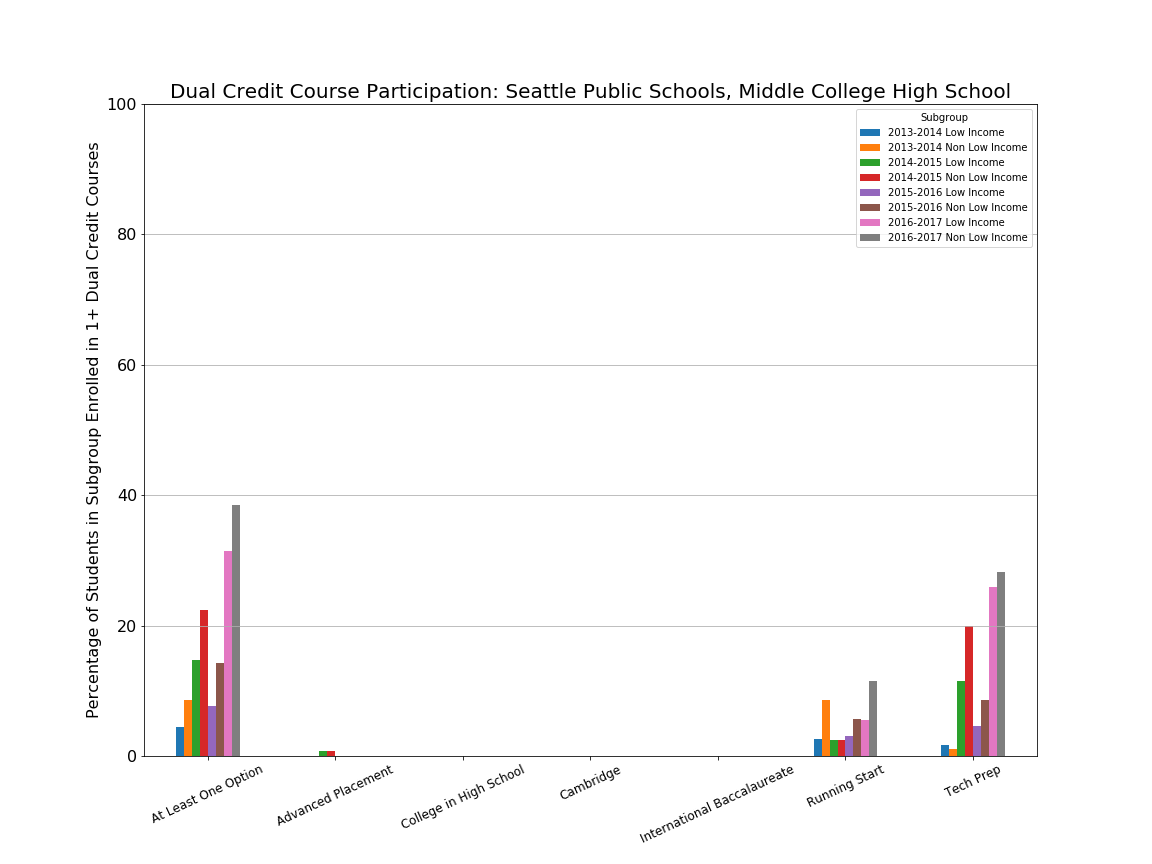 Dual Credit Course Participation: Seattle Public Schools, Middle College High School
Percentage of Students in Subgroup Enrolled in 1+ Dual Credit Courses
100
80
60
40
20
0
Subgroup
2013-2014 Low Income
2013-2014 Non Low Income
2014-2015 Low Income
2014-2015 Non Low Income
2015-2016 Low Income
2015-2016 Non Low Income
2016-2017 Low Income
2016-2017 Non Low Income
At Least One Option
Advanced Placement
College in High School
Cambridge
International Baccalaureate
Running Start
Tech Prep